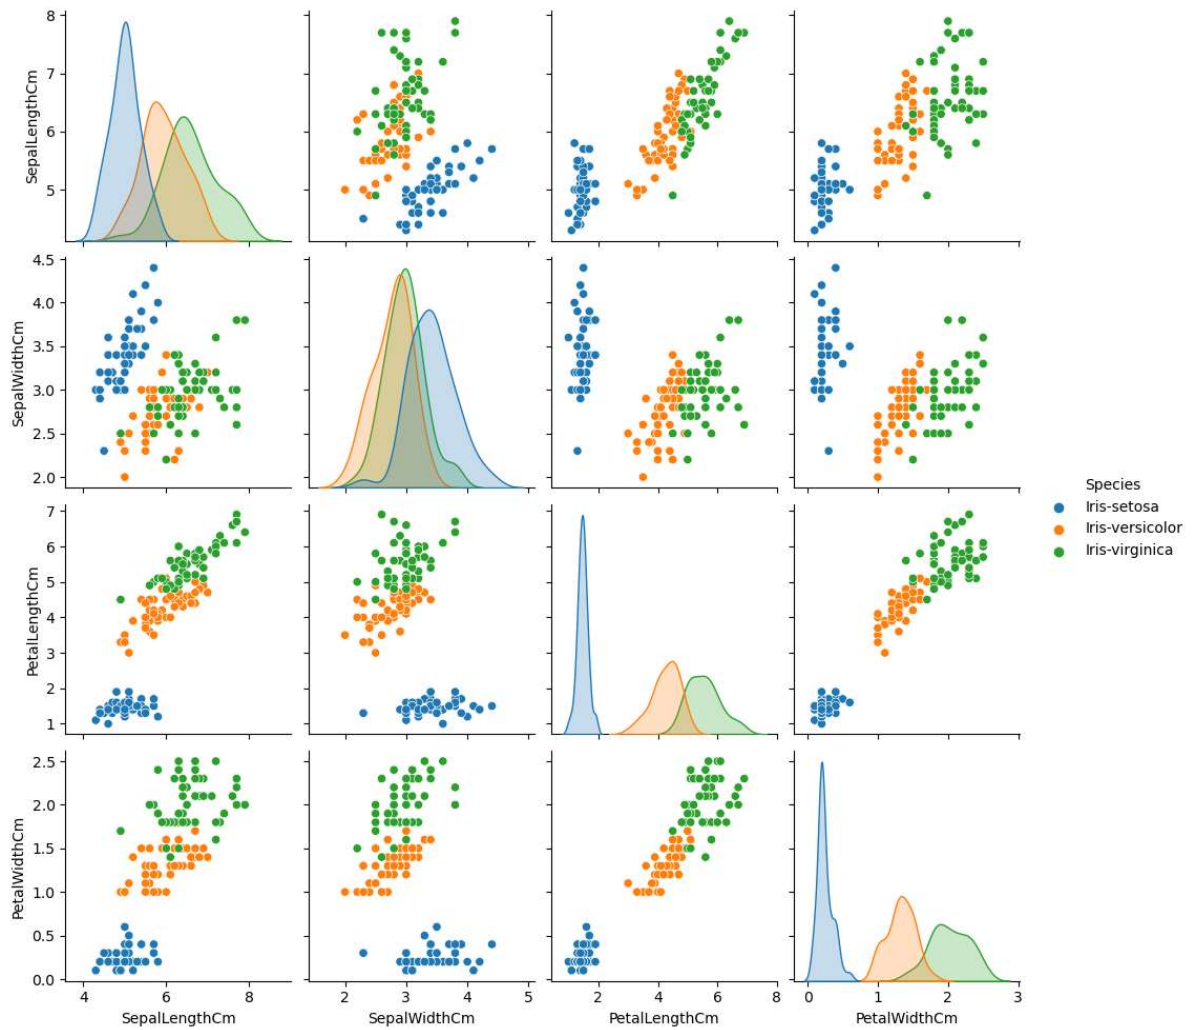 8
7
6
5
SepalLengthCm
4.5
4.0
3.5
3.0
2.5
2.0
SepalWidthCm
7
6
5
4
3
2
1
PetalLengthCm
2.5
2.0
1.5
1.0
0.5
0.0
PetalWidthCm
4 6 8
SepalLengthCm
2 3 4 5
SepalWidthCm
2 4 6 8
PetalLengthCm
0 1 2 3
PetalWidthCm
Species
Iris-setosa
Iris-versicolor
Iris-virginica